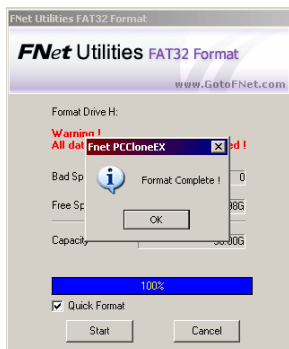 FNet Utilities FAT32 Format
FNet Utilities FAT32 Format
www.GotoFNet.com
Format Drive H:
Warning !
All dat
ed !
Fnet PCCloneEX
Format Complete !
OK
Bad Sp
0
Free Sp
98G
Capacity
100%
Quick Format
Start
Cancel